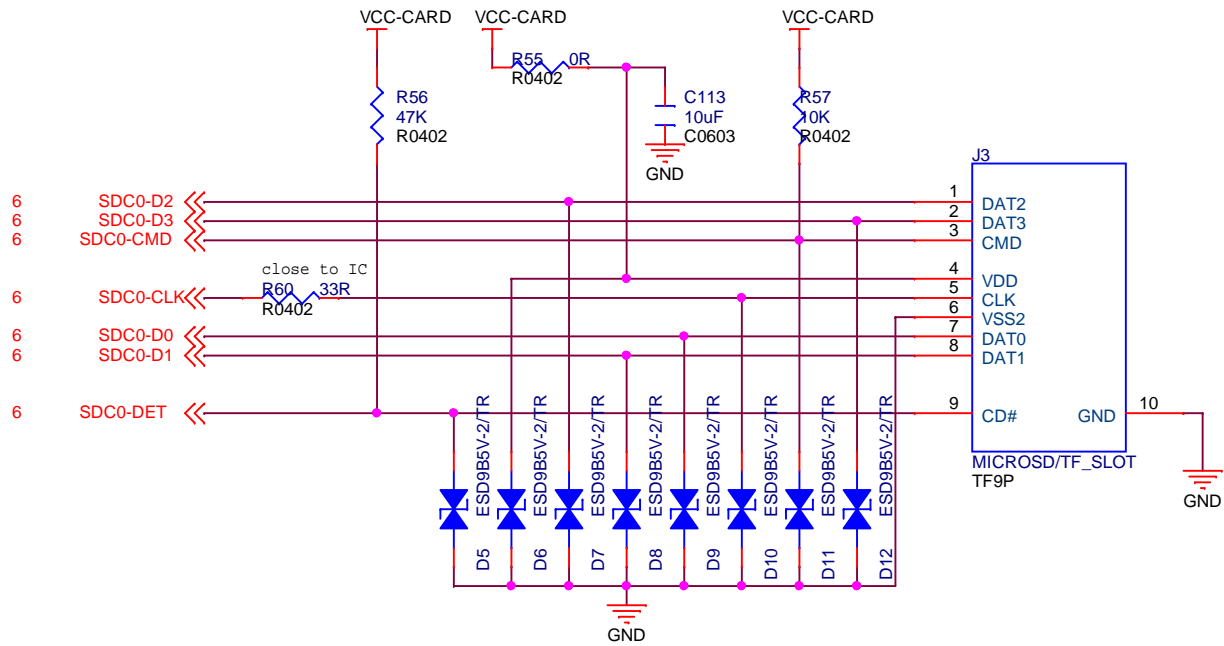 VCC-CARD VCC-CARD VCC-CARD
R55 0R
R0402
R56
47K
R0402
C113
10uF
C0603
GND
R57
10K
R0402
J3
6 SDC0-D2 1 DAT2
6 SDC0-D3 2 DAT3
6 SDC0-CMD 3 CMD
4 VDD
close to IC
R60 33R
R0402
6 SDC0-CLK 5 CLK
6 VSS2
6 SDC0-D0 7 DAT0
6 SDC0-D1 8 DAT1
6 SDC0-DET 9 CD# GND 10
MICROSD/TF_SLOT
TF9P
GND
ESD9B5V-2/TR
ESD9B5V-2/TR
ESD9B5V-2/TR
ESD9B5V-2/TR
ESD9B5V-2/TR
ESD9B5V-2/TR
ESD9B5V-2/TR
ESD9B5V-2/TR
D5 D6 D7 D8 D9 D10 D11 D12
GND